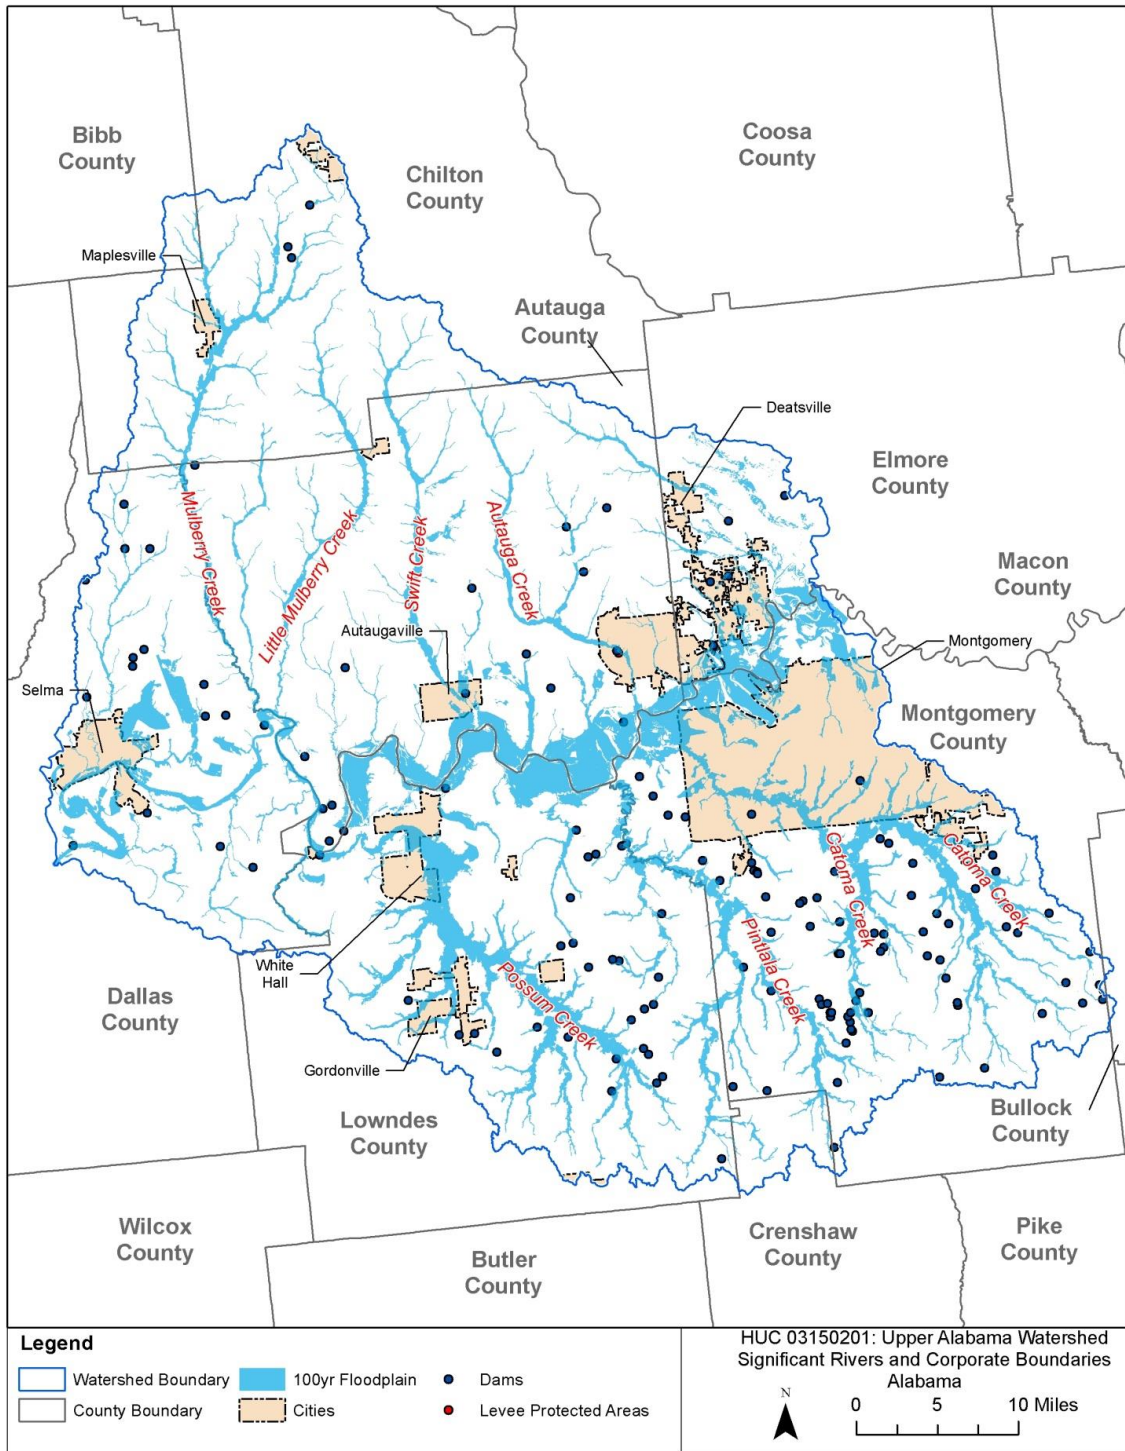 Bibb
County
Coosa
County
Chilton
County
Maplesville
Autauga
County
Deatsville
Elmore
County
Mulberry Creek
Little Mulberry Creek
Swift Creek
Autauga Creek
Macon
County
Autaugaville
Montgomery
Selma
Montgomery
County
Catoma Creek
Catoma Creek
Pintlala Creek
White
Hall
Possum Creek
Dallas
County
Gordonville
Lowndes
County
Bullock
County
Wilcox
County
Butler
County
Crenshaw
County
Pike
County
Legend
Watershed Boundary
100yr Floodplain
Dams
County Boundary
Cities
Levee Protected Areas
HUC 03150201: Upper Alabama Watershed
Significant Rivers and Corporate Boundaries
Alabama
N
0 5 10 Miles